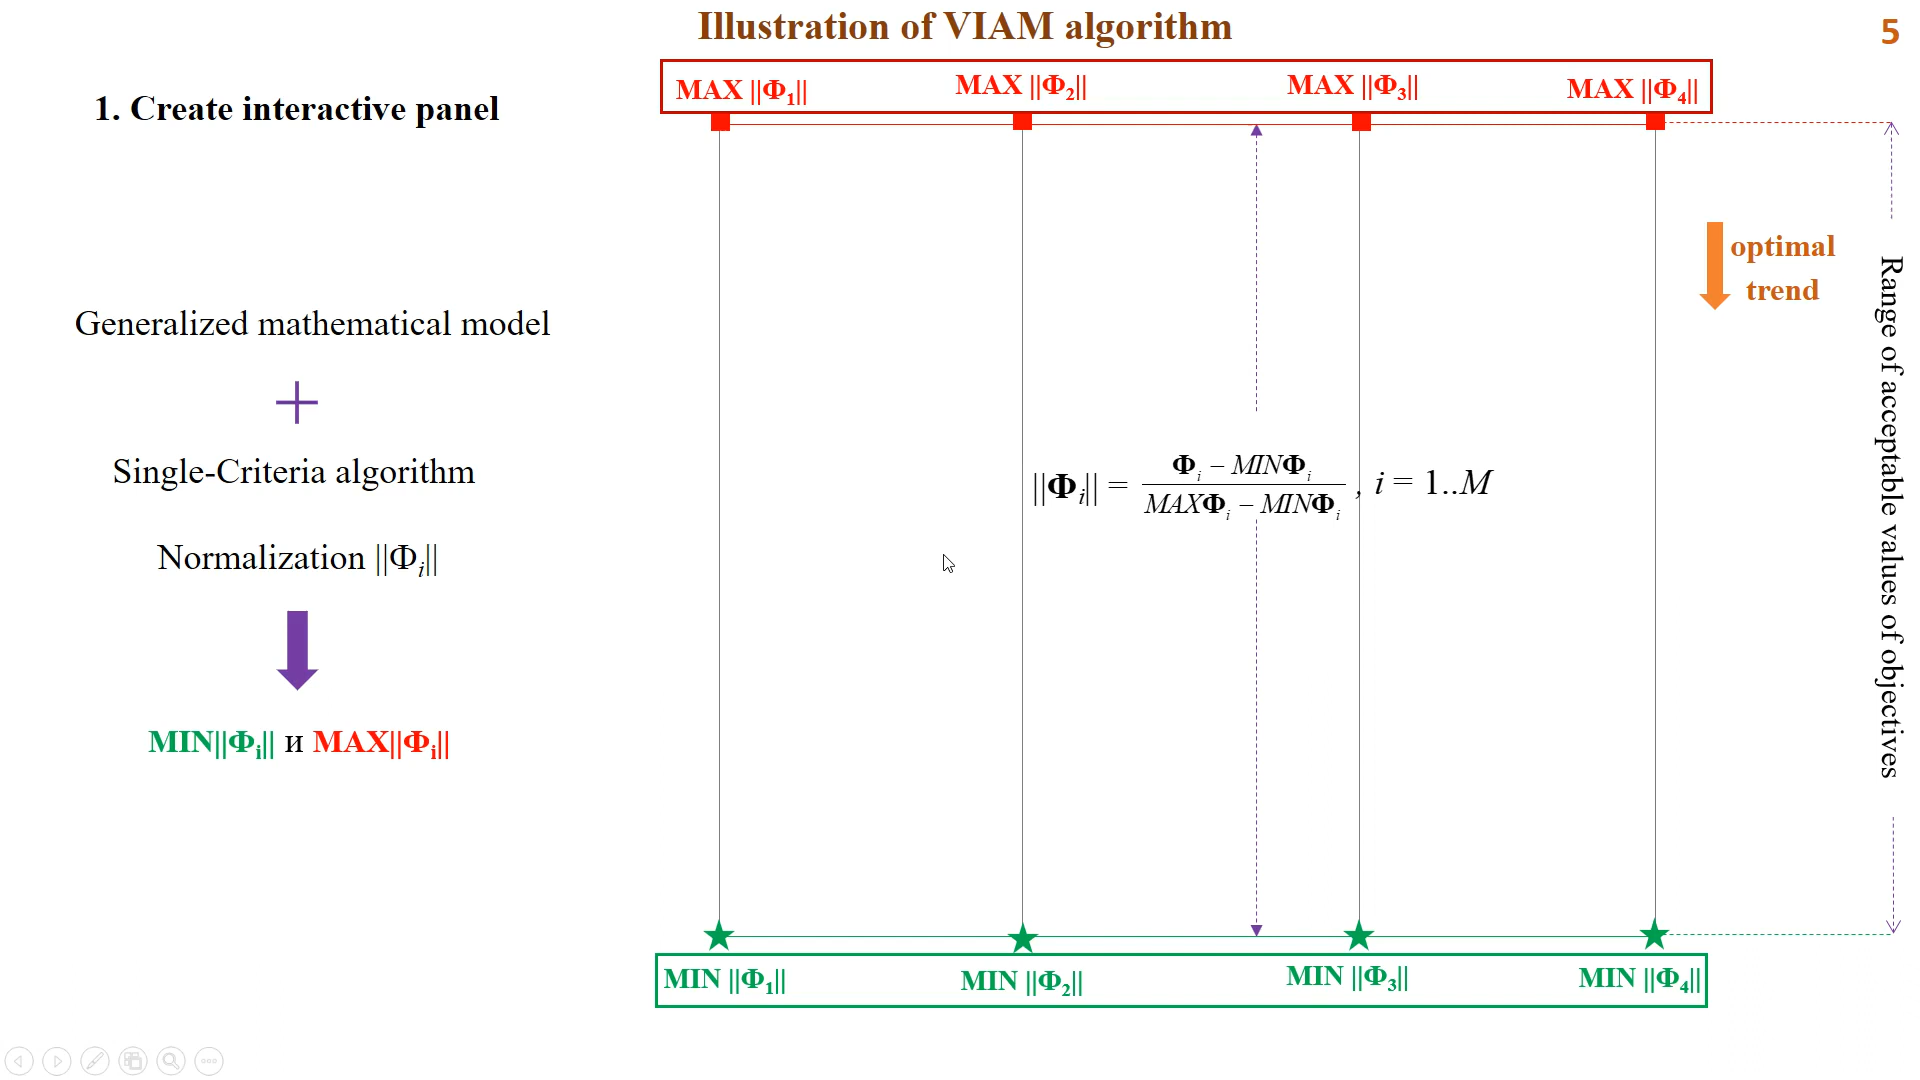 Illustration of VIAM algorithm
5
1. Create interactive panel
MAX ||Φ1|| MAX ||Φ2|| MAX ||Φ3|| MAX ||Φ4||
optimal
trend
Range of acceptable values of objectives
Generalized mathematical model
+
Single-Criteria algorithm
Normalization ||Φi||
MIN||Φi|| и MAX||Φi||
||Φi|| = (Φi – MINΦi) / (MAXΦi – MINΦi) , i = 1..M
MIN ||Φ1|| MIN ||Φ2|| MIN ||Φ3|| MIN ||Φ4||